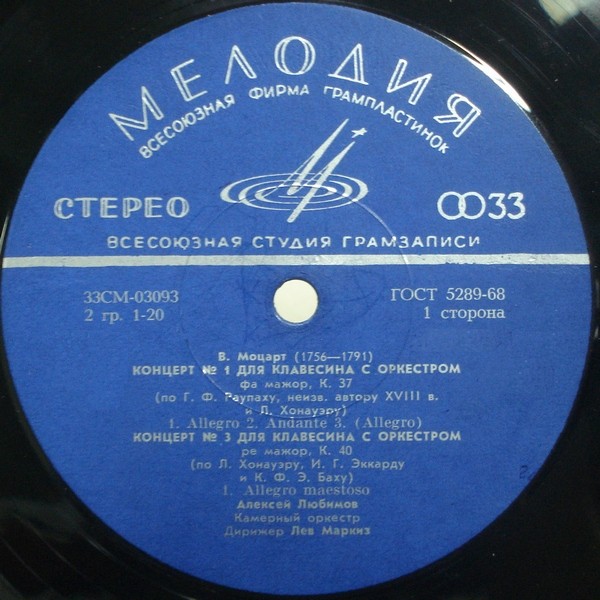 МЕЛОДИЯ
ВСЕСОЮЗНАЯ ФИРМА ГРАМПЛАСТИНОК
СТЕРЕО 33
ВСЕСОЮЗНАЯ СТУДИЯ ГРАМЗАПИСИ
33СМ-03093 ГОСТ 5289-68
2 гр. 1-20 1 сторона
В. Моцарт (1756—1791)
КОНЦЕРТ № 1 ДЛЯ КЛАВЕСИНА С ОРКЕСТРОМ
фа мажор, К. 37
(по Г. Ф. Раупаху, неизв. автору XVIII в.
и Л. Хонауэру)
1. Allegro 2. Andante 3. (Allegro)
КОНЦЕРТ № 3 ДЛЯ КЛАВЕСИНА С ОРКЕСТРОМ
ре мажор, К. 40
(по Л. Хонауэру, И. Г. Эккарду
и К. Ф. Э. Баху)
1. Allegro maestoso
Алексей Любимов
Камерный оркестр
Дирижер Лев Маркиз